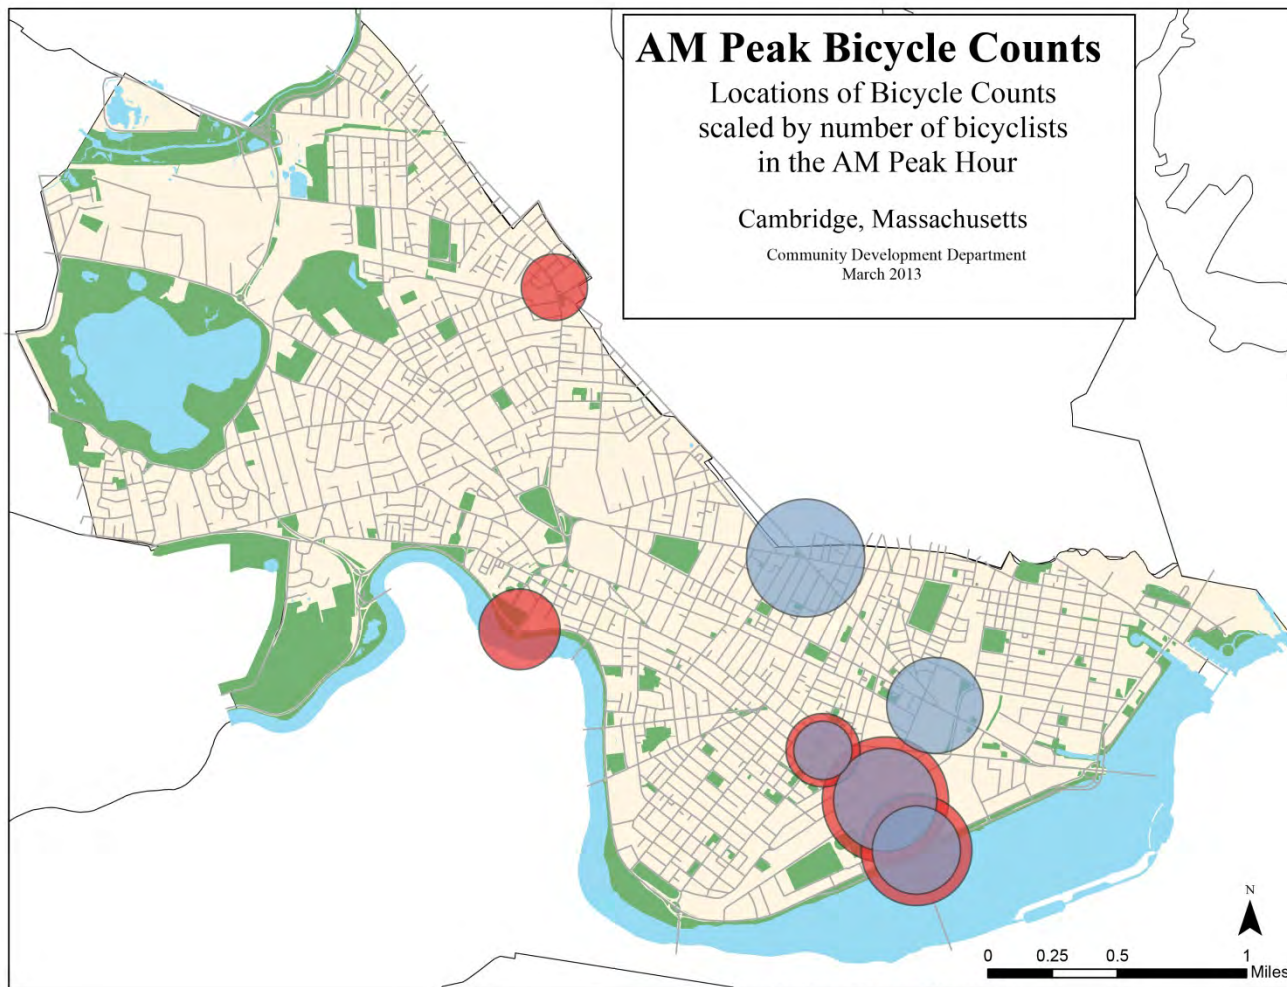 AM Peak Bicycle Counts
Locations of Bicycle Counts
scaled by number of bicyclists
in the AM Peak Hour
Cambridge, Massachusetts
Community Development Department
March 2013
N
0 0.25 0.5 1
Miles